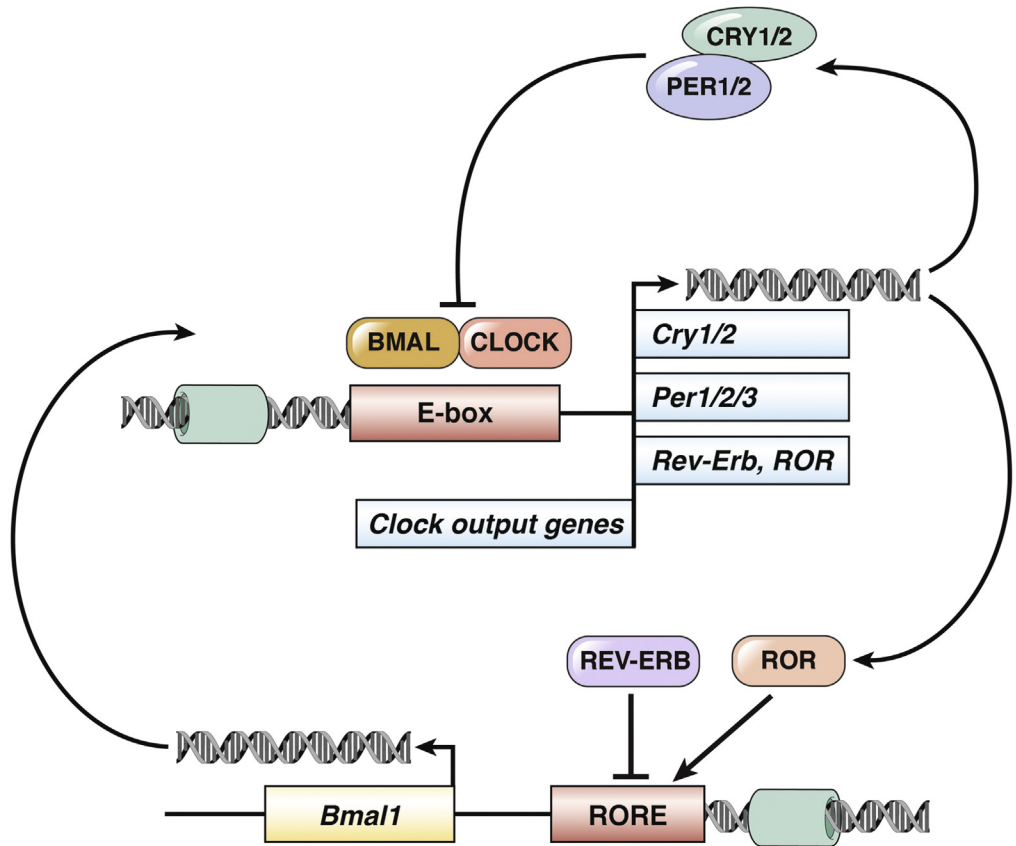 CRY1/2
PER1/2
BMAL
CLOCK
E-box
Cry1/2
Per1/2/3
Rev-Erb, ROR
Clock output genes
REV-ERB
ROR
Bmal1
RORE